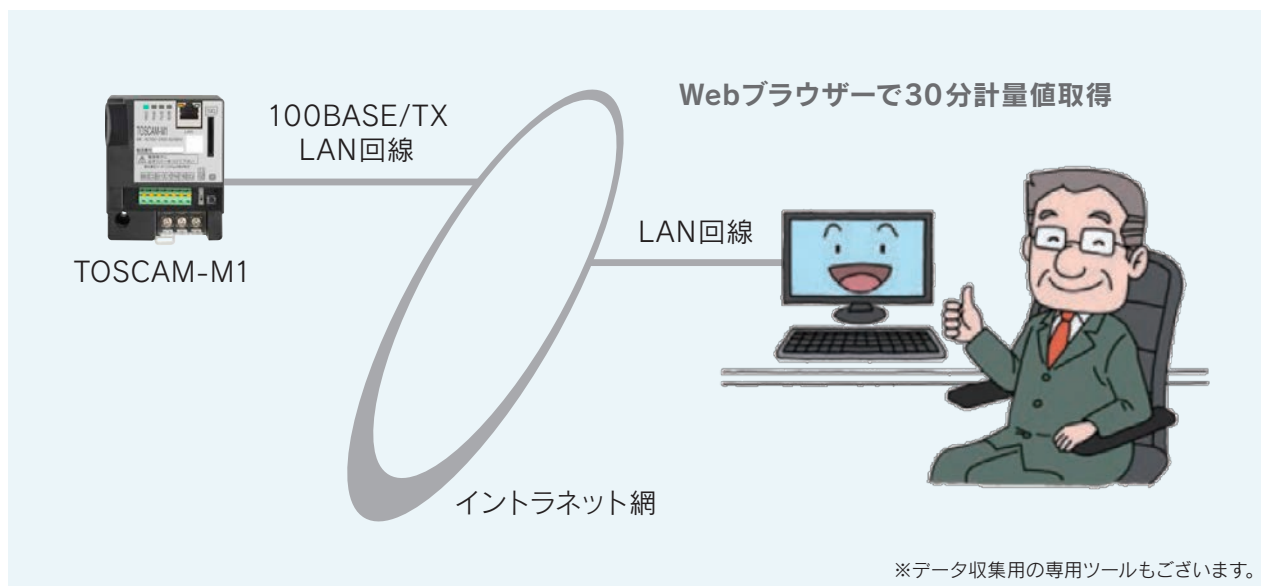 Webブラウザーで30分計量値取得
100BASE/TX
LAN回線
TOSCAM-M1
LAN回線
TOSCAM-M1
イントラネット網
※データ収集用の専用ツールもございます。